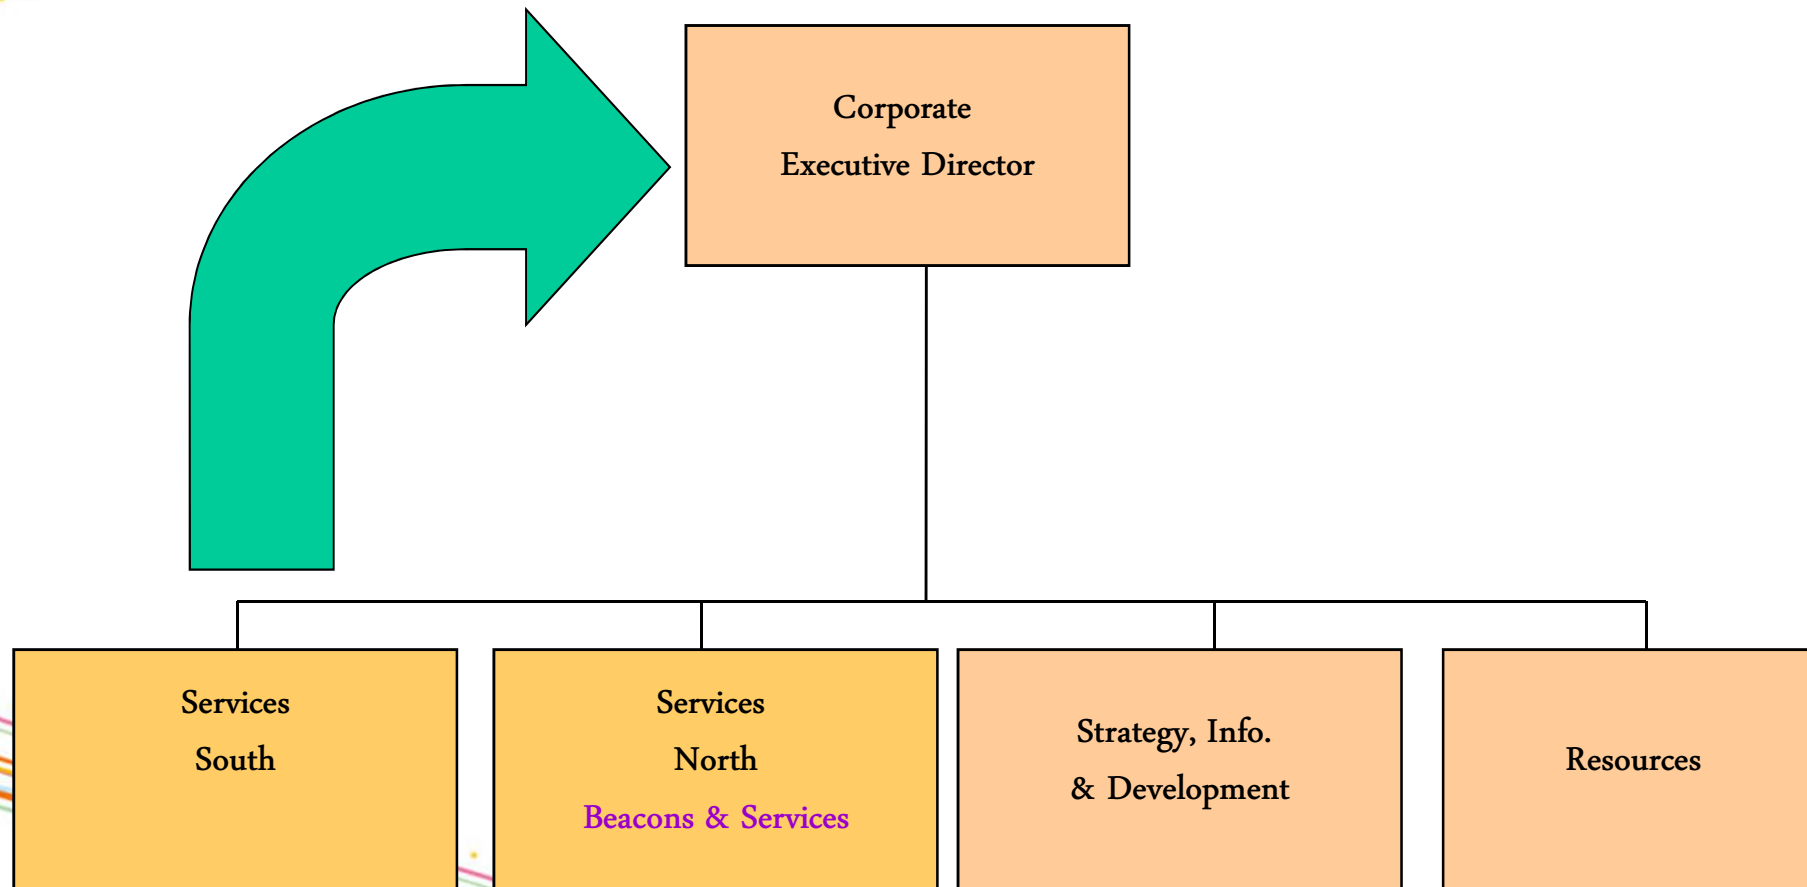 Corporate
Executive Director
Services
South
Services
North
Beacons & Services
Strategy, Info.
& Development
Resources